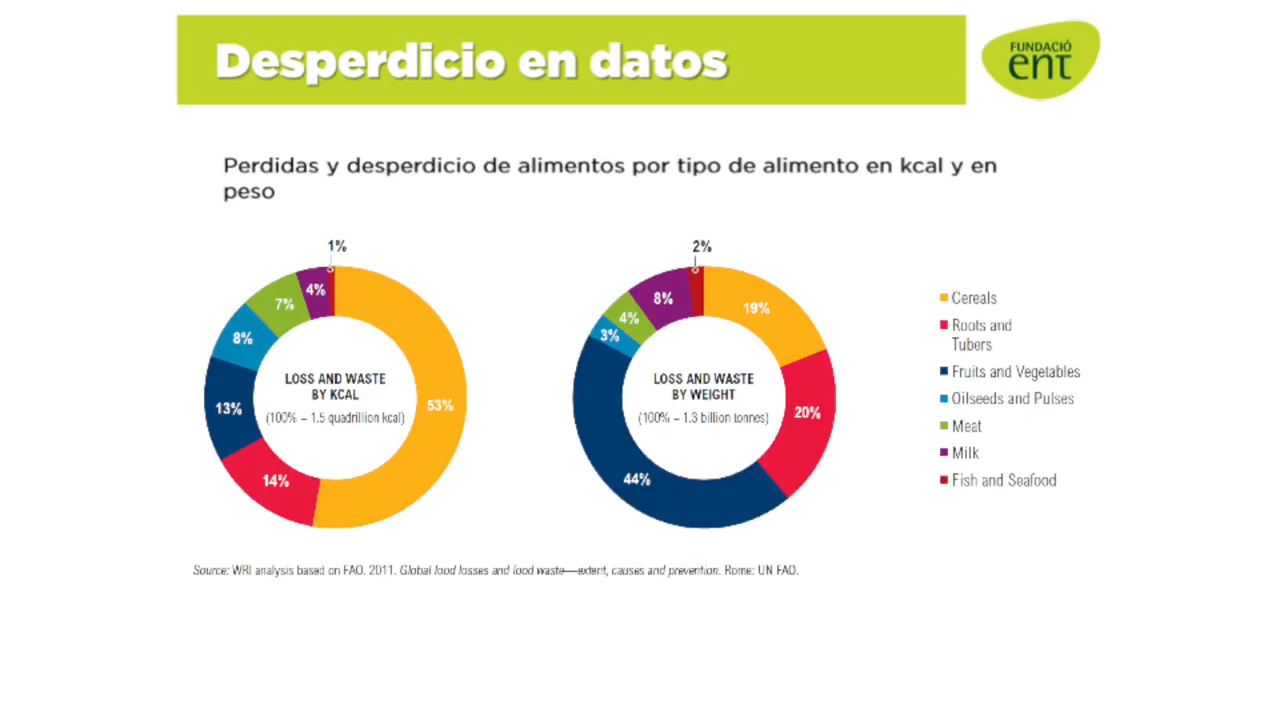 Desperdicio en datos
FUNDACIÓ
ent
Perdidas y desperdicio de alimentos por tipo de alimento en kcal y en
peso
1%
4%
7%
8%
13%
14%
53%
LOSS AND WASTE
BY KCAL
(100% – 1.5 quadrillion kcal)
2%
8%
4%
3%
19%
20%
44%
LOSS AND WASTE
BY WEIGHT
(100% – 1.3 billion tonnes)
Cereals
Roots and
Tubers
Fruits and Vegetables
Oilseeds and Pulses
Meat
Milk
Fish and Seafood
Source: WRI analysis based on FAO. 2011. Global food losses and food waste—extent, causes and prevention. Rome: UN FAO.